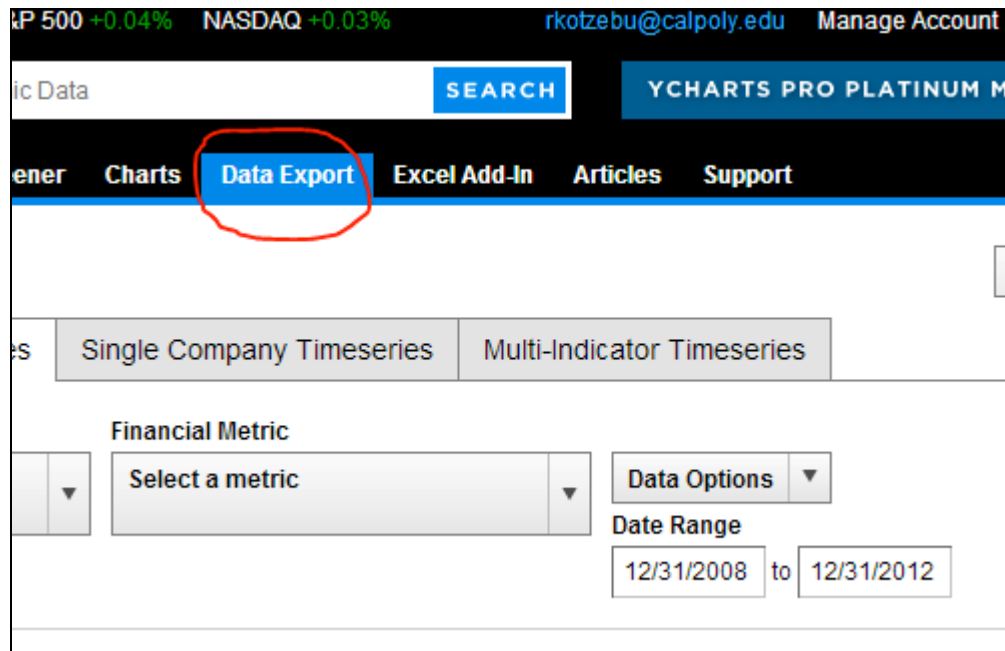 &P 500 +0.04% NASDAQ +0.03% rkotzebu@calpoly.edu Manage Account
ic Data SEARCH YCHARTS PRO PLATINUM M
ener Charts Data Export Excel Add-In Articles Support
es Single Company Timeseries Multi-Indicator Timeseries
Financial Metric
Select a metric Data Options
Date Range
12/31/2008 to 12/31/2012